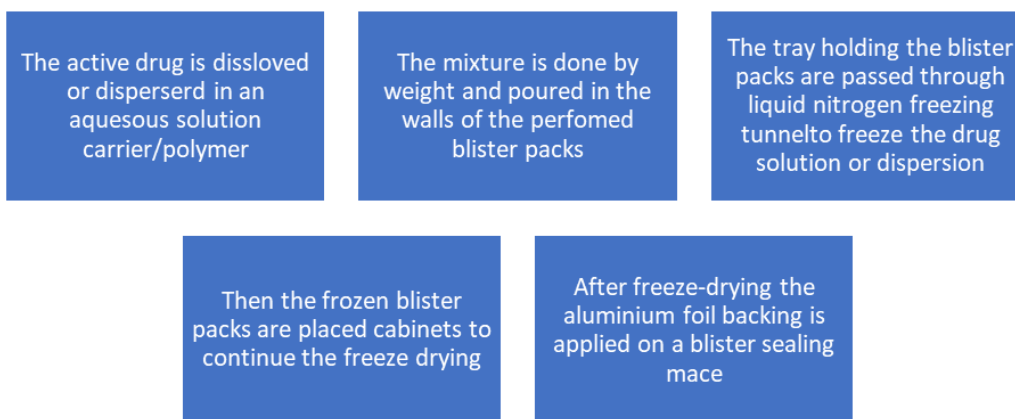 The active drug is dissloved
or disperserd in an
aquesous solution
carrier/polymer
The mixture is done by
weight and poured in the
walls of the perfomed
blister packs
The tray holding the blister
packs are passed through
liquid nitrogen freezing
tunnelto freeze the drug
solution or dispersion
Then the frozen blister
packs are placed cabinets to
continue the freeze drying
After freeze-drying the
aluminium foil backing is
applied on a blister sealing
mace